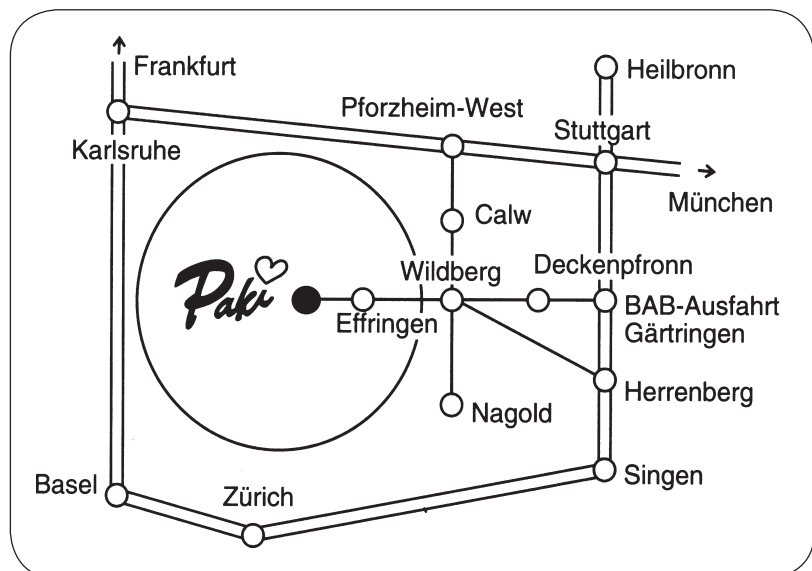 Frankfurt
Heilbronn
Pforzheim-West
Stuttgart
Karlsruhe
München
Calw
Wildberg
Deckenpfronn
Paki
Effringen
BAB-Ausfahrt
Gärtringen
Herrenberg
Nagold
Basel
Zürich
Singen